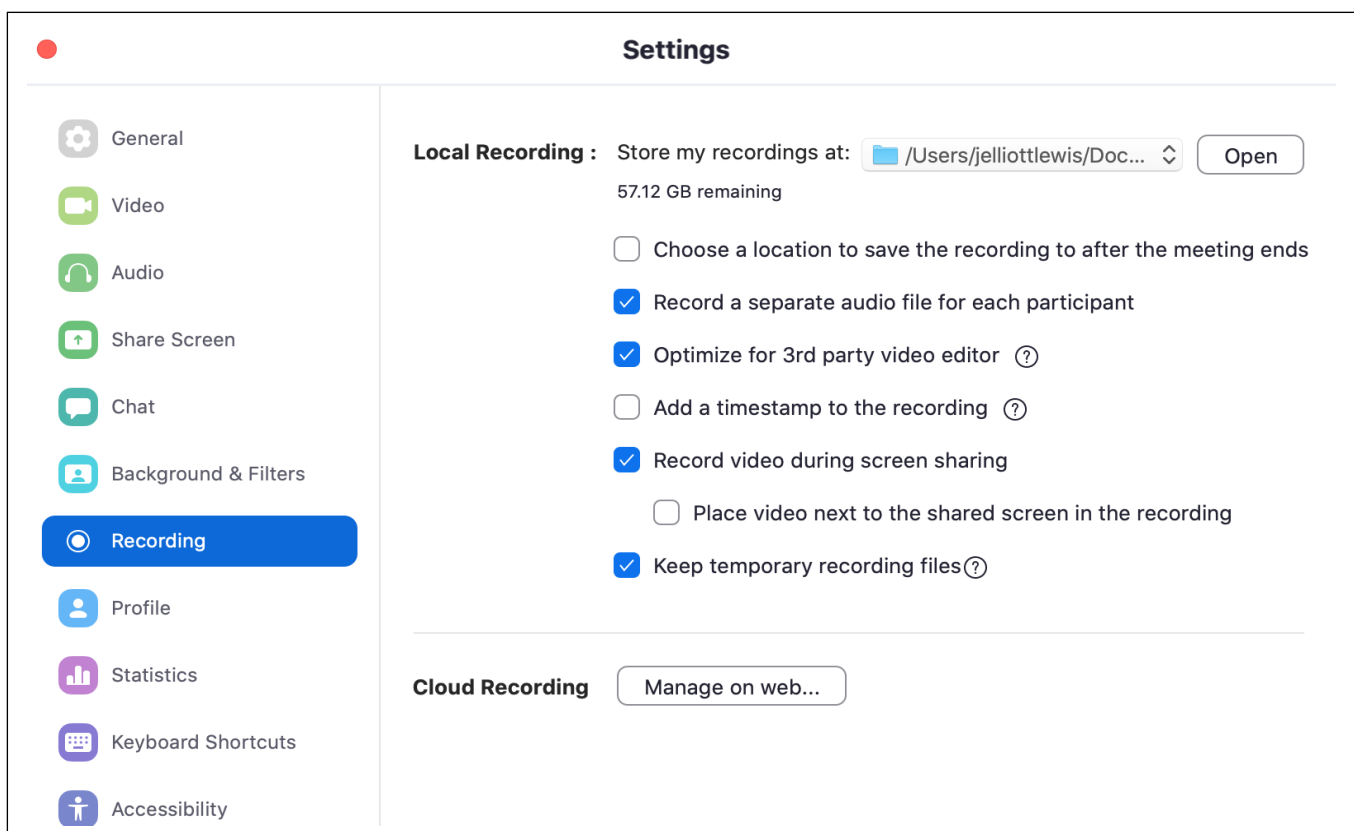 Settings
General
Video
Audio
Share Screen
Chat
Background & Filters
Recording
Profile
Statistics
Keyboard Shortcuts
Accessibility
Local Recording : Store my recordings at: /Users/jelliottlewis/Doc... Open
57.12 GB remaining
Choose a location to save the recording to after the meeting ends
Record a separate audio file for each participant
Optimize for 3rd party video editor ?
Add a timestamp to the recording ?
Record video during screen sharing
Place video next to the shared screen in the recording
Keep temporary recording files ?
Cloud Recording Manage on web...